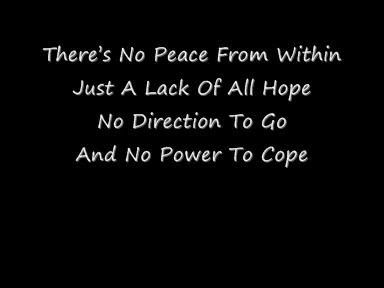 There's No Peace From Within
Just A Lack Of All Hope
No Direction To Go
And No Power To Cope